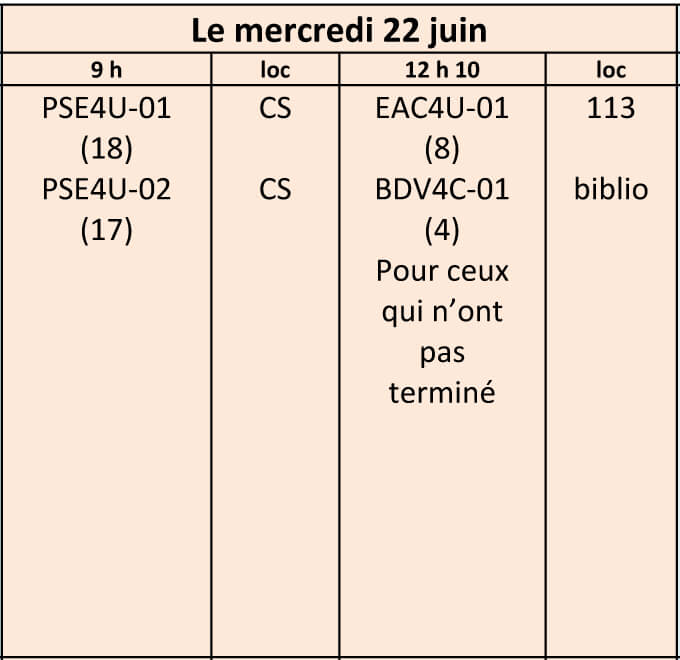 Le mercredi 22 juin
9 h loc 12 h 10 loc
PSE4U-01 CS EAC4U-01 113
(18) (8)
PSE4U-02 CS BDV4C-01 biblio
(17) (4)
Pour ceux
qui n’ont
pas
terminé